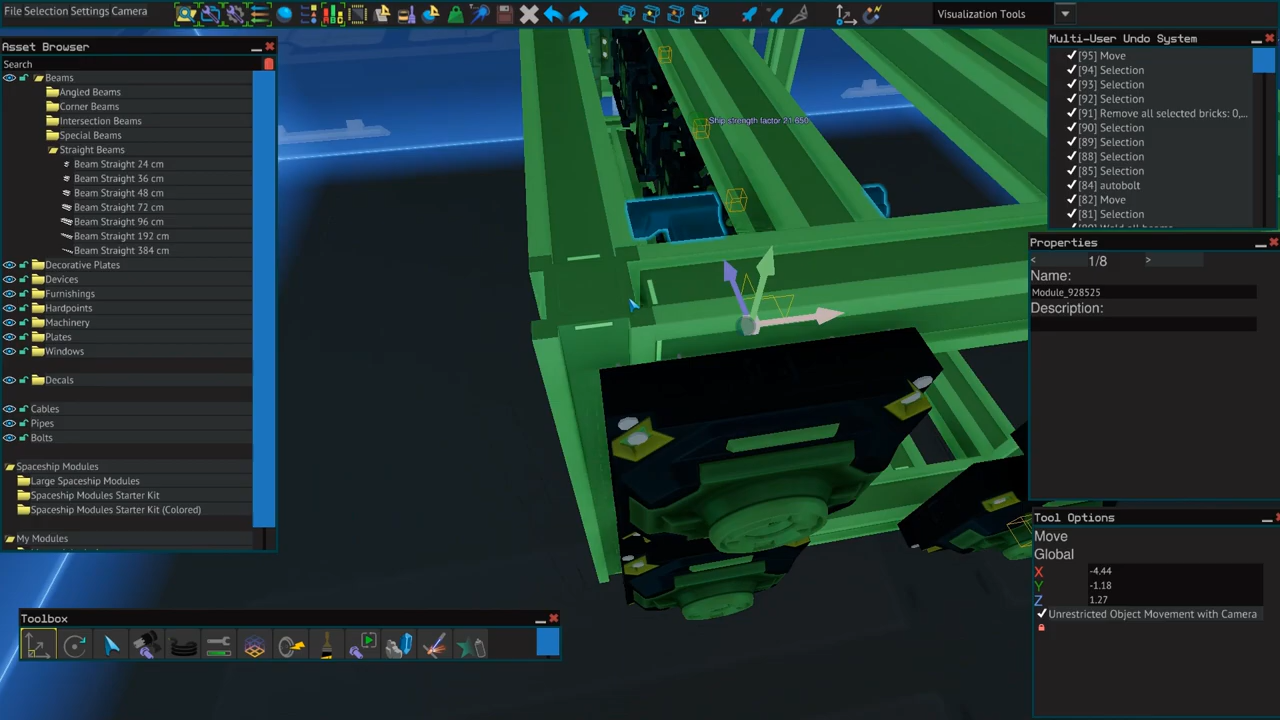 File Selection Settings Camera
Visualization Tools
Asset Browser
Search
Beams
Angled Beams
Corner Beams
Intersection Beams
Special Beams
Straight Beams
Beam Straight 24 cm
Beam Straight 36 cm
Beam Straight 48 cm
Beam Straight 72 cm
Beam Straight 96 cm
Beam Straight 192 cm
Beam Straight 384 cm
Decorative Plates
Devices
Furnishings
Hardpoints
Machinery
Plates
Windows
Decals
Cables
Pipes
Bolts
Spaceship Modules
Large Spaceship Modules
Spaceship Modules Starter Kit
Spaceship Modules Starter Kit (Colored)
My Modules
Ship strength factor 21.650
Multi-User Undo System
[95] Move
[94] Selection
[93] Selection
[92] Selection
[91] Remove all selected bricks: 0,...
[90] Selection
[89] Selection
[88] Selection
[85] Selection
[84] autobolt
[82] Move
[81] Selection
Properties
< 1/8 >
Name:
Module_928525
Description:
Tool Options
Move
Global
X -4.44
Y -1.18
Z 1.27
Unrestricted Object Movement with Camera
Toolbox